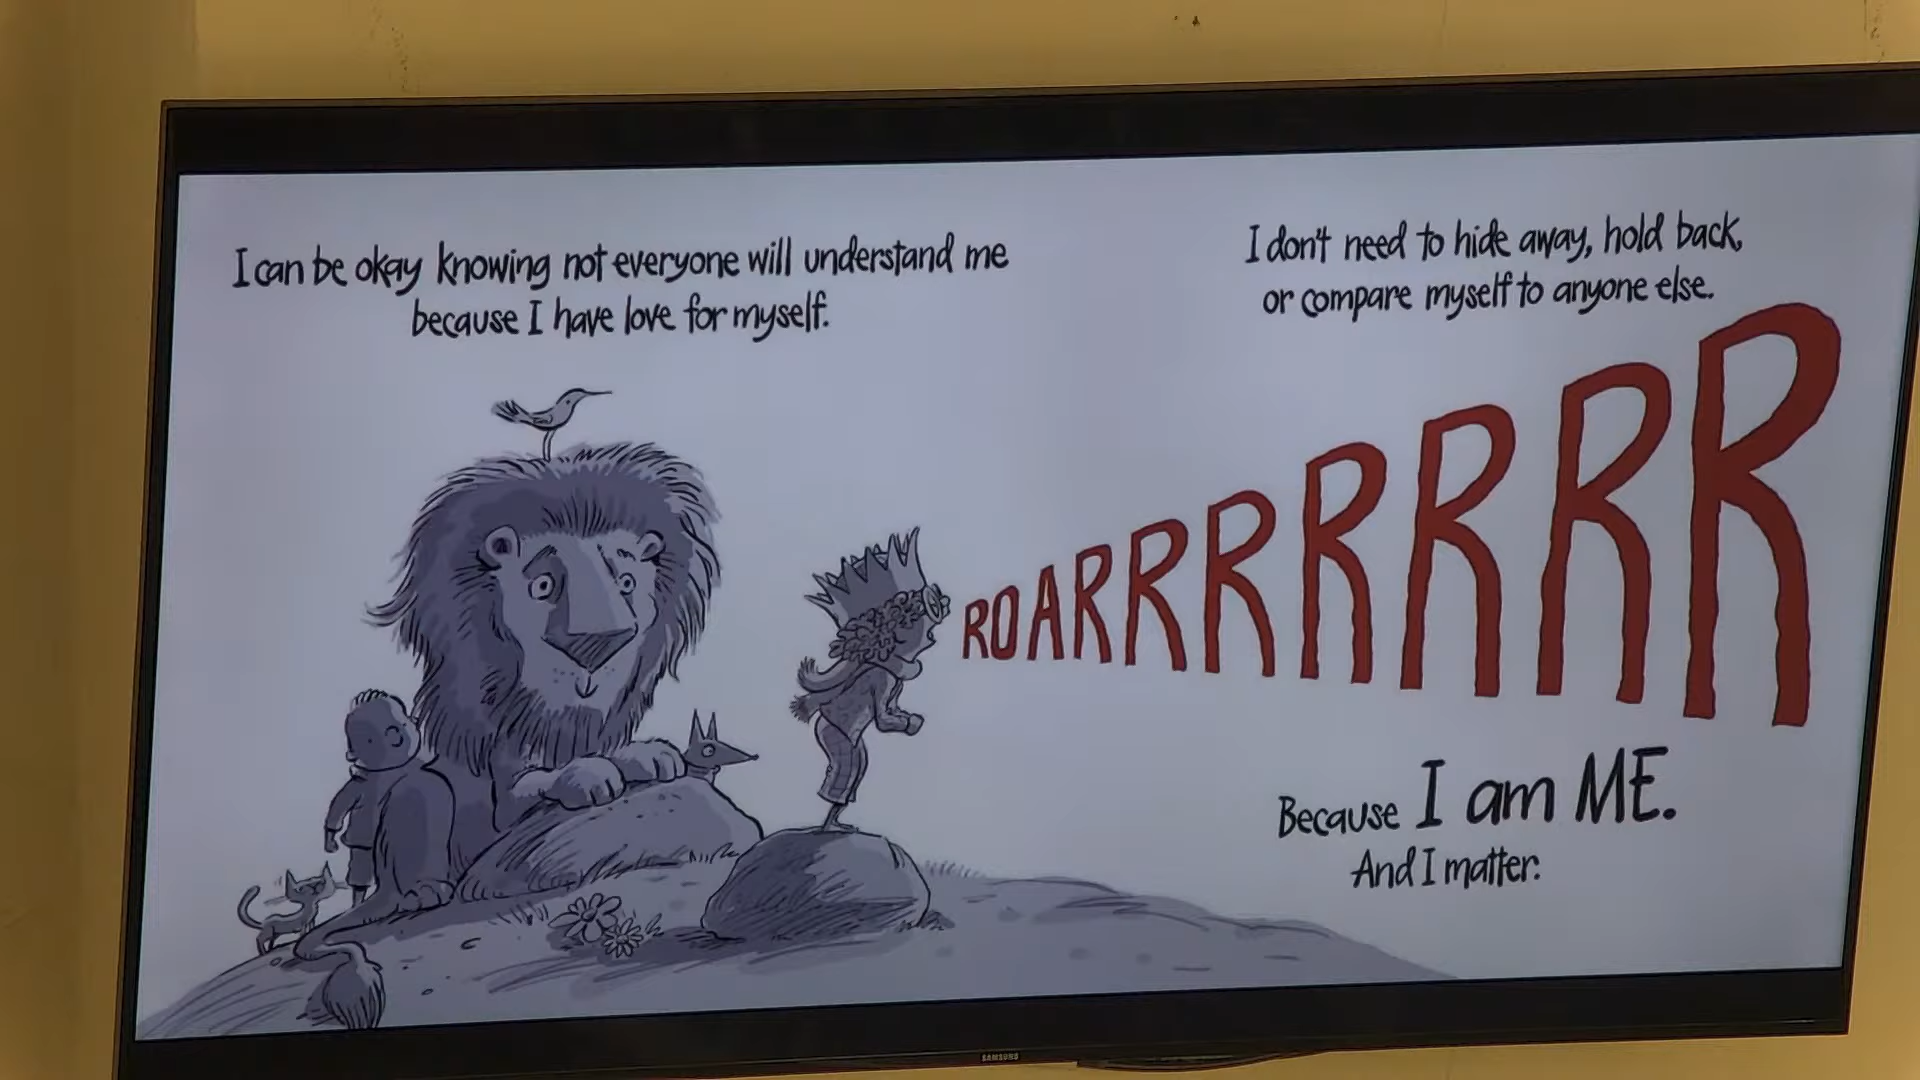 I can be okay knowing not everyone will understand me
because I have love for myself.
I don't need to hide away, hold back,
or compare myself to anyone else.
ROARRRRRRRR
Because I am ME.
And I matter.
SAMSUNG